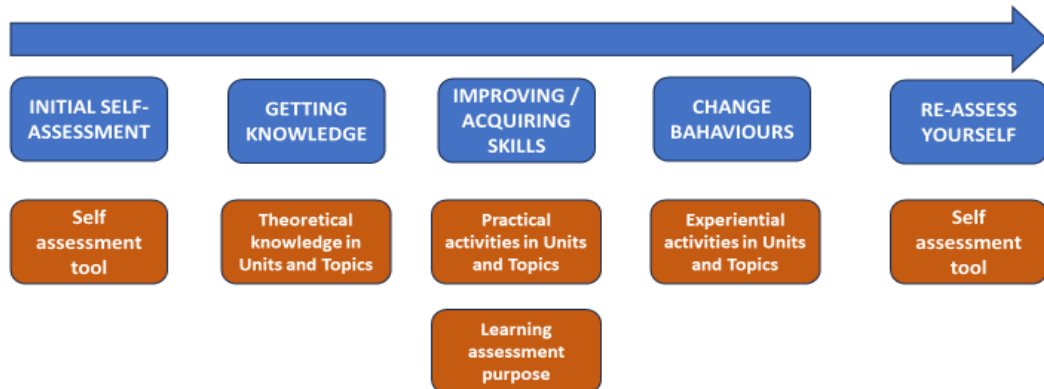 INITIAL SELF-
ASSESSMENT
GETTING
KNOWLEDGE
IMPROVING /
ACQUIRING
SKILLS
CHANGE
BAHAVIOURS
RE-ASSESS
YOURSELF
Self
assessment
tool
Theoretical
knowledge in
Units and Topics
Practical
activities in Units
and Topics
Experiential
activities in Units
and Topics
Self
assessment
tool
Learning
assessment
purpose